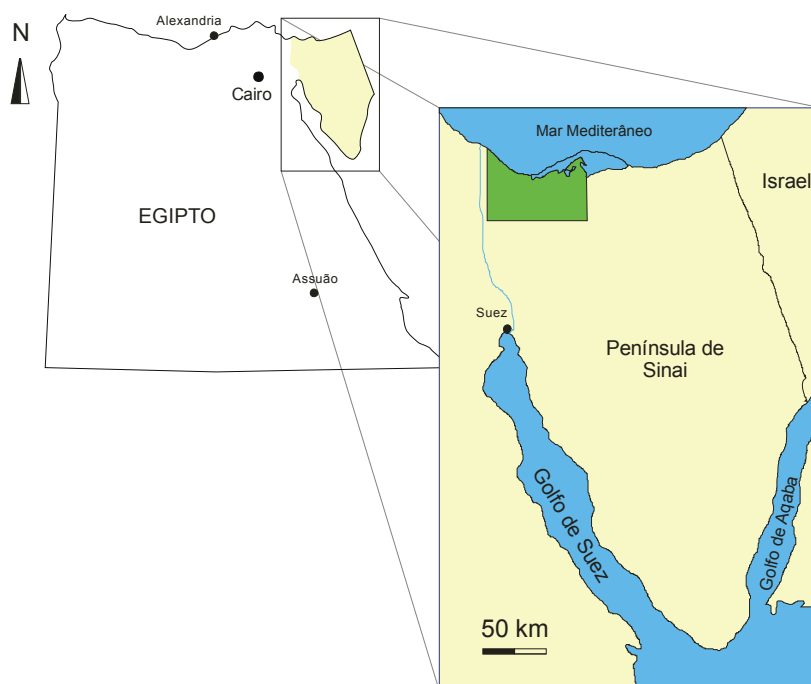 N
Alexandria
Cairo
EGIPTO
Assuão
Mar Mediterâneo
Israel
Suez
Península de
Sinai
Golfo de Suez
Golfo de Aqaba
50 km